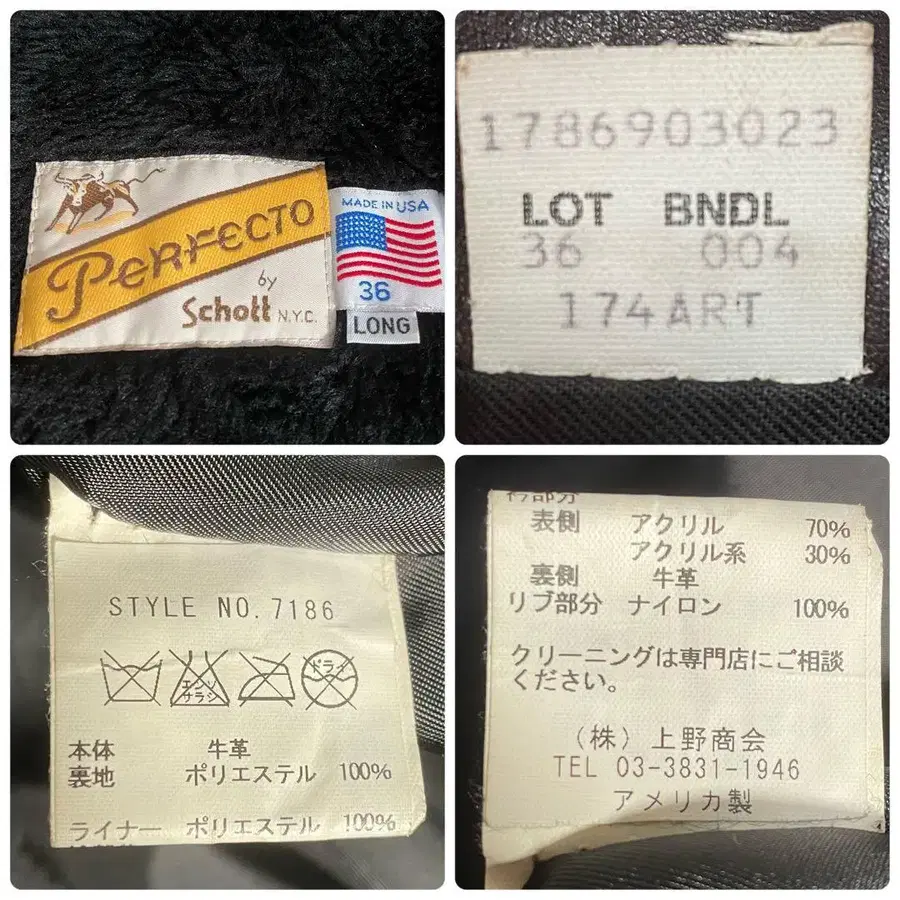 PERFECTO
by
Schott N.Y.C.
MADE IN USA
36
LONG
1786903023
LOT BNDL
36 004
174ART
STYLE NO.7186
エンソ
サラシ
ドライ
本体 牛革
裏地 ポリエステル 100%
ライナー ポリエステル 100%
衿部分
表側 アクリル 70%
アクリル系 30%
裏側 牛革
リブ部分 ナイロン 100%
クリーニングは専門店にご相談
ください。
(株)上野商会
TEL 03-3831-1946
アメリカ製